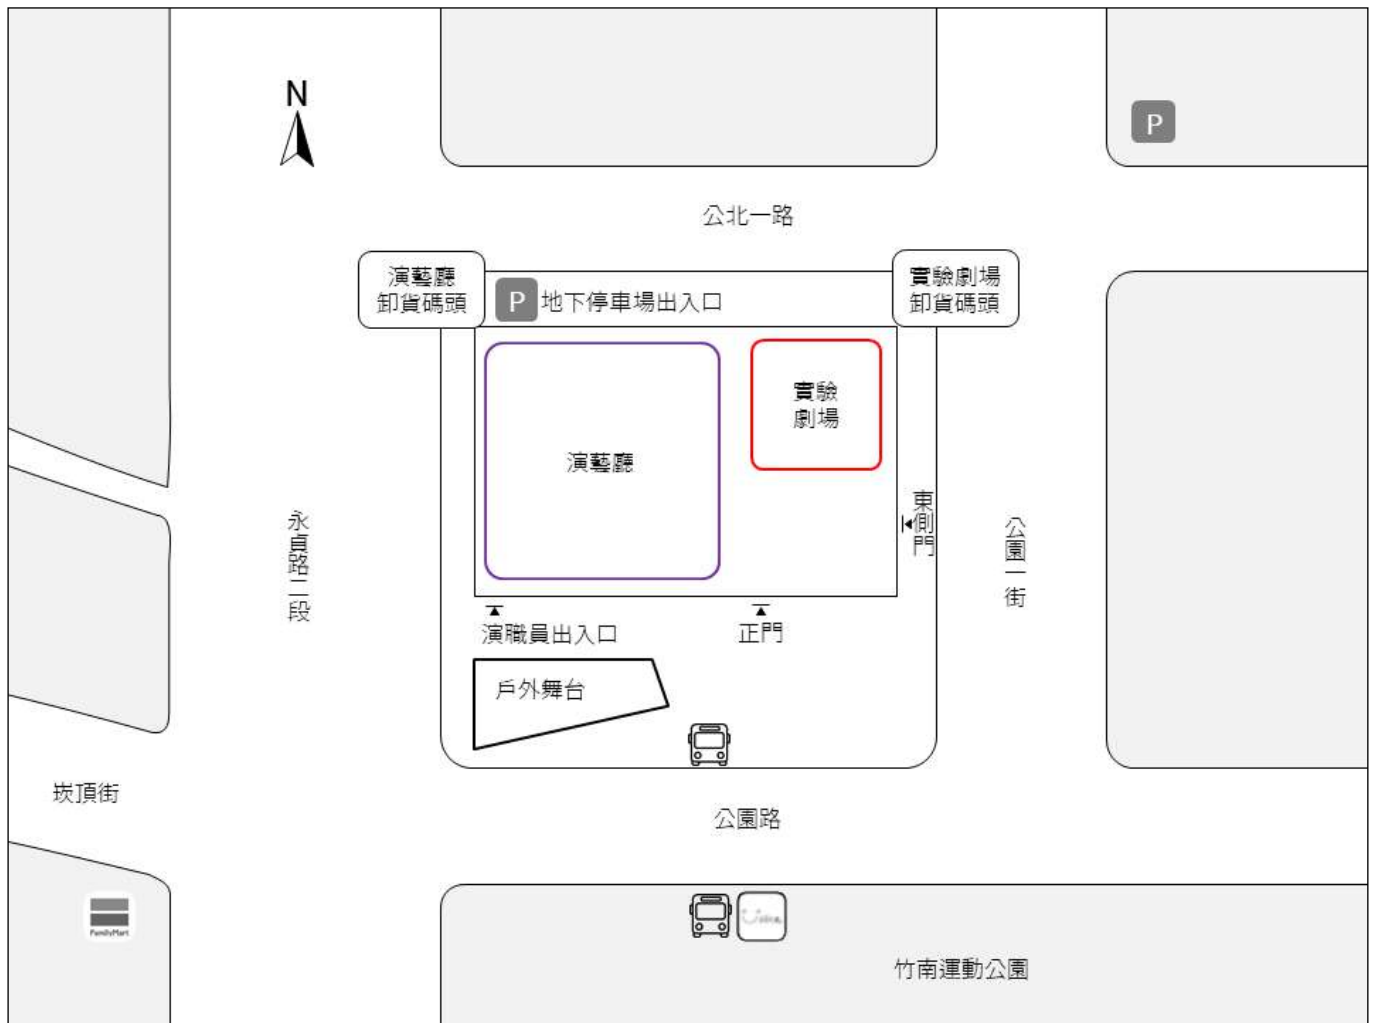 N
P
公北一路
演藝廳
卸貨碼頭
P 地下停車場出入口
實驗劇場
卸貨碼頭
實驗
劇場
演藝廳
東側門
永貞路二段
公園一街
演職員出入口
正門
戶外舞台
崁頂街
公園路
FamilyMart
竹南運動公園